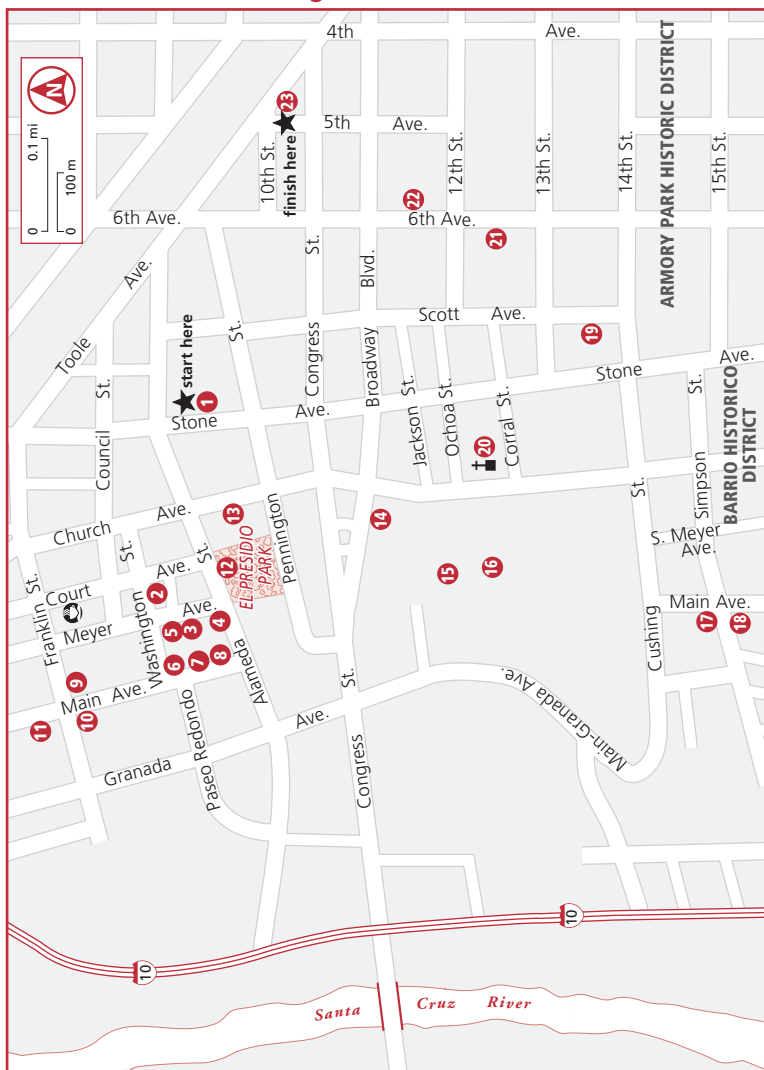 4th Ave.
N
0 0.1 mi
0 100 m
10th St.
finish here
23
5th Ave.
12th St.
13th St.
14th St.
15th St.
ARMORY PARK HISTORIC DISTRICT
6th Ave.
22
6th Ave.
21
Toole Ave.
St.
Congress St.
Broadway Blvd.
Scott Ave.
19
start here
1
Stone Ave.
Stone Ave.
Council St.
Jackson St.
Ochoa St.
20
Corral St.
Church Ave.
13
Pennington
14
Simpson St.
BARRIO HISTORICO
DISTRICT
Franklin St.
Court Ave.
Washington St.
2
12
EL PRESIDIO
PARK
15
16
S. Meyer
Ave.
Meyer Ave.
5
3
4
6
7
8
Alameda St.
Cushing St.
Main Ave.
17
18
9
Main Ave.
10
11
Paseo Redondo
Granada Ave.
Congress St.
Main-Granada Ave.
10
10
Santa Cruz River